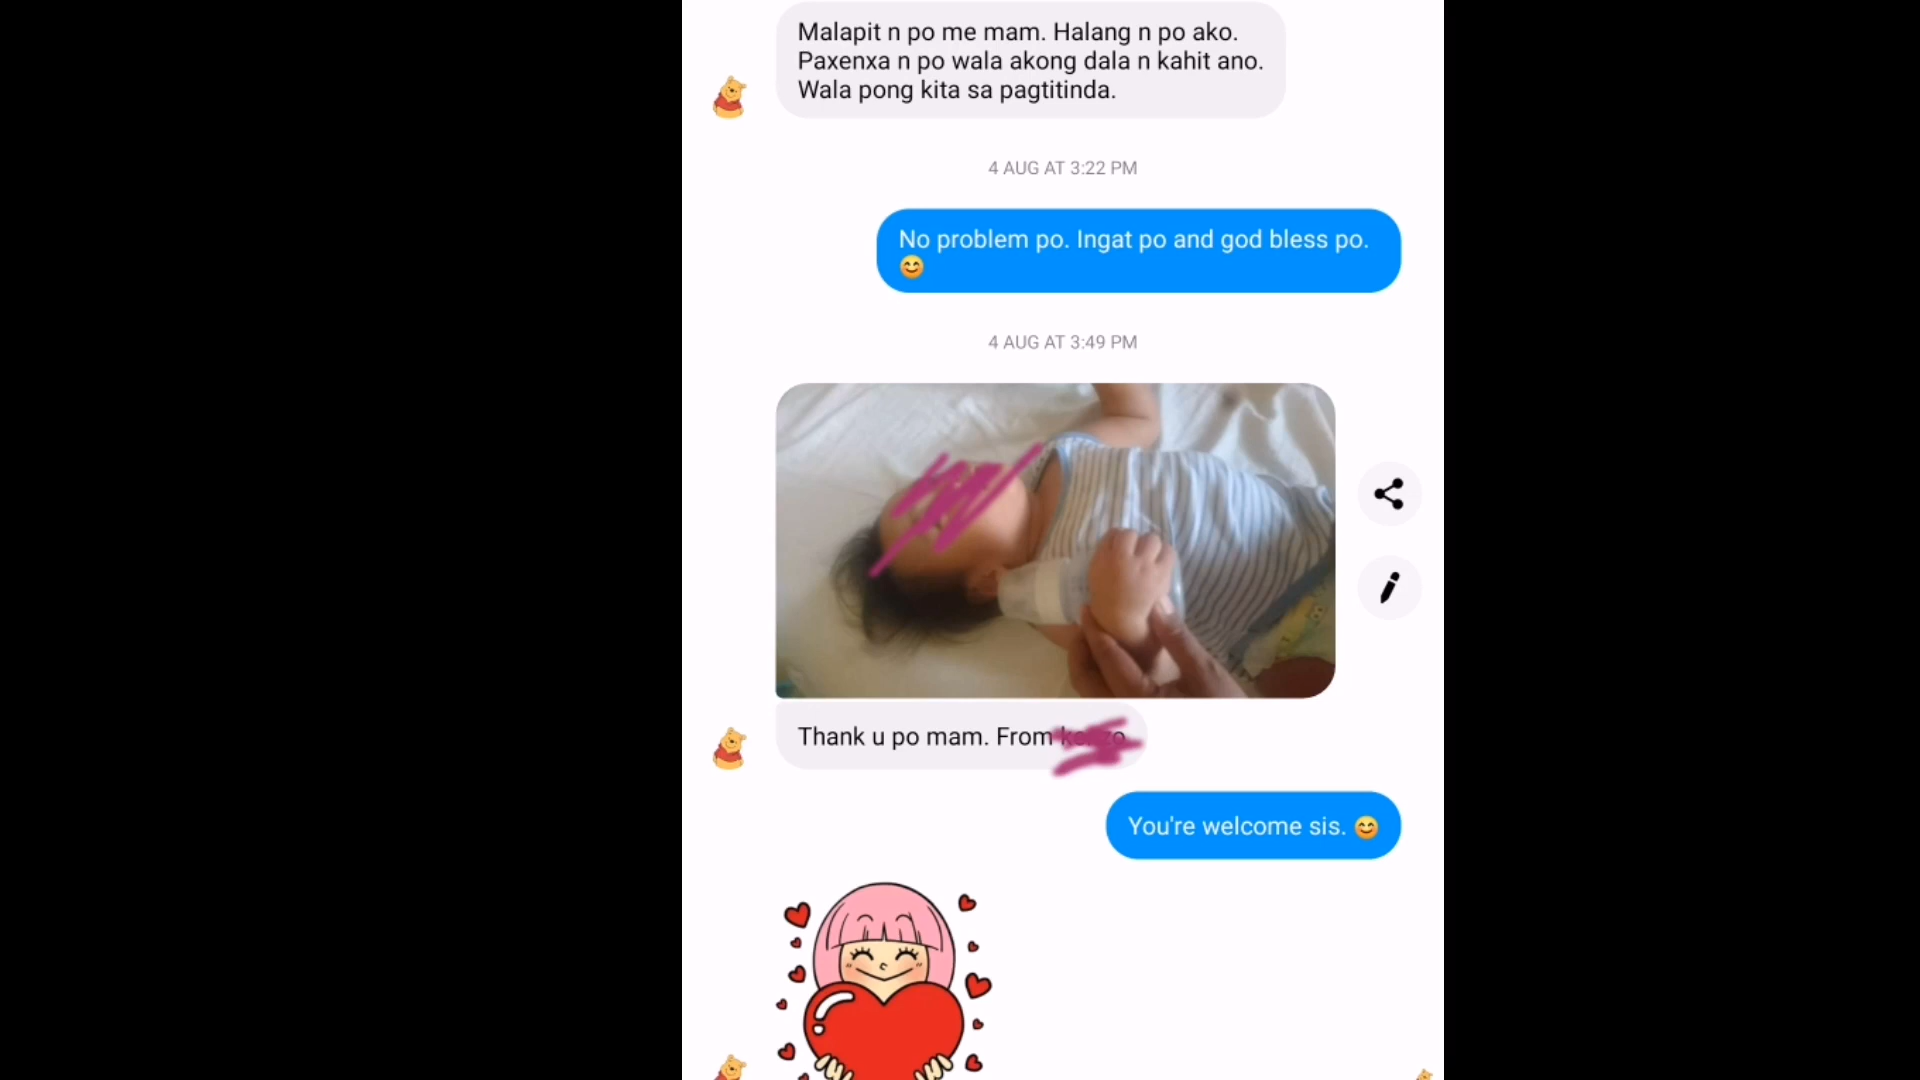 Malapit n po me mam. Halang n po ako.
Paxenxa n po wala akong dala n kahit ano.
Wala pong kita sa pagtitinda.
4 AUG AT 3:22 PM
No problem po. Ingat po and god bless po.
😊
4 AUG AT 3:49 PM
Thank u po mam. From
You're welcome sis. 😊